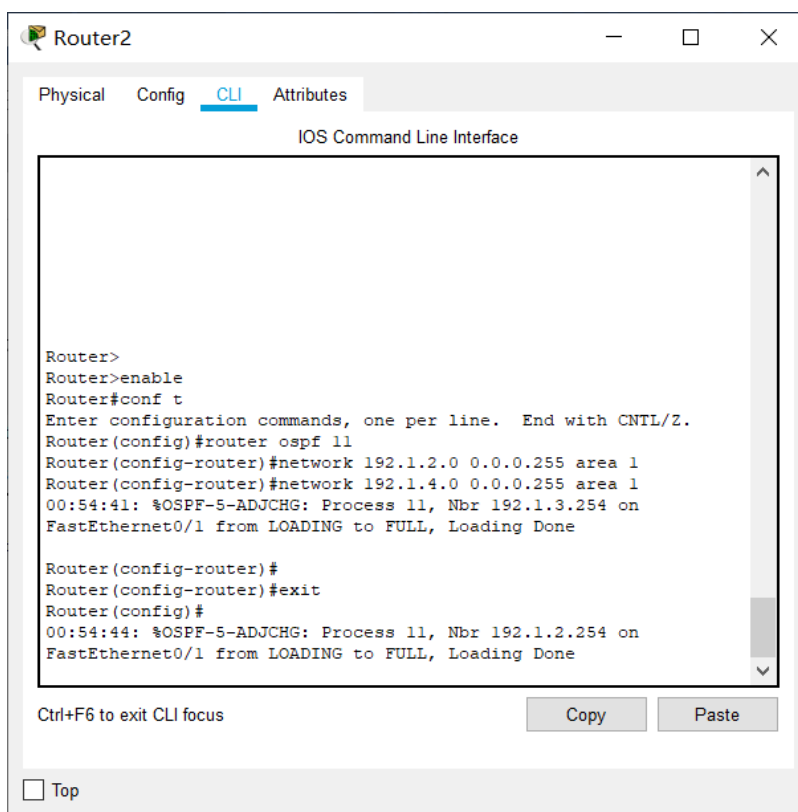 Router2
Physical Config CLI Attributes
IOS Command Line Interface
Router>
Router>enable
Router#conf t
Enter configuration commands, one per line.  End with CNTL/Z.
Router(config)#router ospf 11
Router(config-router)#network 192.1.2.0 0.0.0.255 area 1
Router(config-router)#network 192.1.4.0 0.0.0.255 area 1
00:54:41: %OSPF-5-ADJCHG: Process 11, Nbr 192.1.3.254 on
FastEthernet0/1 from LOADING to FULL, Loading Done
Router(config-router)#
Router(config-router)#exit
Router(config)#
00:54:44: %OSPF-5-ADJCHG: Process 11, Nbr 192.1.2.254 on
FastEthernet0/1 from LOADING to FULL, Loading Done
Ctrl+F6 to exit CLI focus
Copy Paste
Top